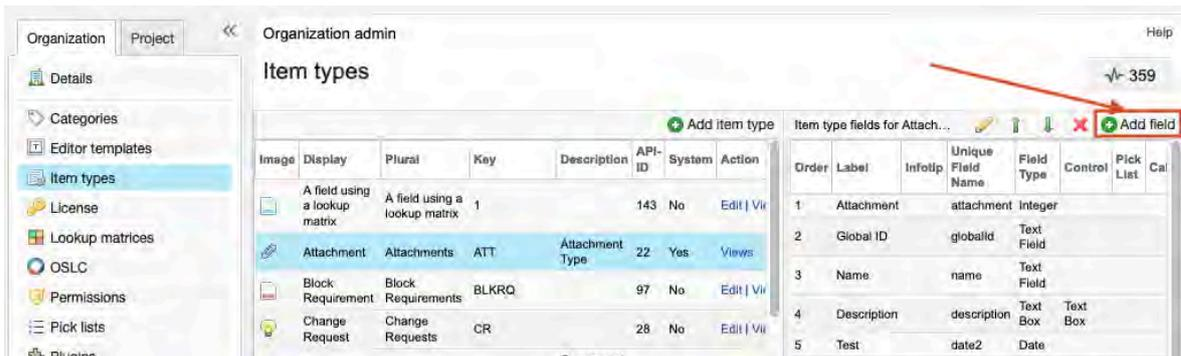 Organization Project
Organization admin
Help
Details
Item types
359
Categories
Editor templates
Item types
License
Lookup matrices
OSLC
Permissions
Pick lists
Add item type
Image Display Plural Key Description API-ID System Action
A field using a lookup matrix A field using a lookup matrix 1 143 No Edit |
Attachment Attachments ATT Attachment Type 22 Yes Views
Block Requirement Block Requirements BLKRQ 97 No Edit |
Change Request Change Requests CR 28 No Edit |
Item type fields for Attach... Add field
Order Label Infotip Unique Field Name Field Type Control Pick List
1 Attachment attachment Integer
2 Global ID globalId Text Field
3 Name name Text Field
4 Description description Text Box Text Box
5 Test date2 Date